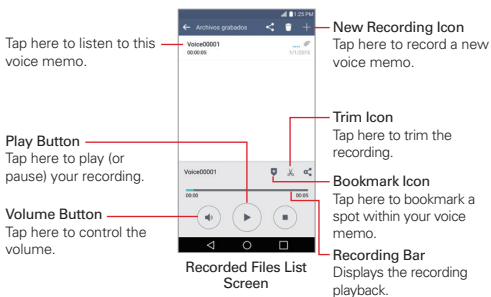 1:25 PM
Archivos grabados
Voice00001
00:00:05
1/1/2015
Tap here to listen to this
voice memo.
New Recording Icon
Tap here to record a new
voice memo.
Trim Icon
Tap here to trim the
recording.
Play Button
Tap here to play (or
pause) your recording.
Voice00001
00:00
00:05
Bookmark Icon
Tap here to bookmark a
spot within your voice
memo.
Volume Button
Tap here to control the
volume.
Recording Bar
Displays the recording
playback.
Recorded Files List
Screen